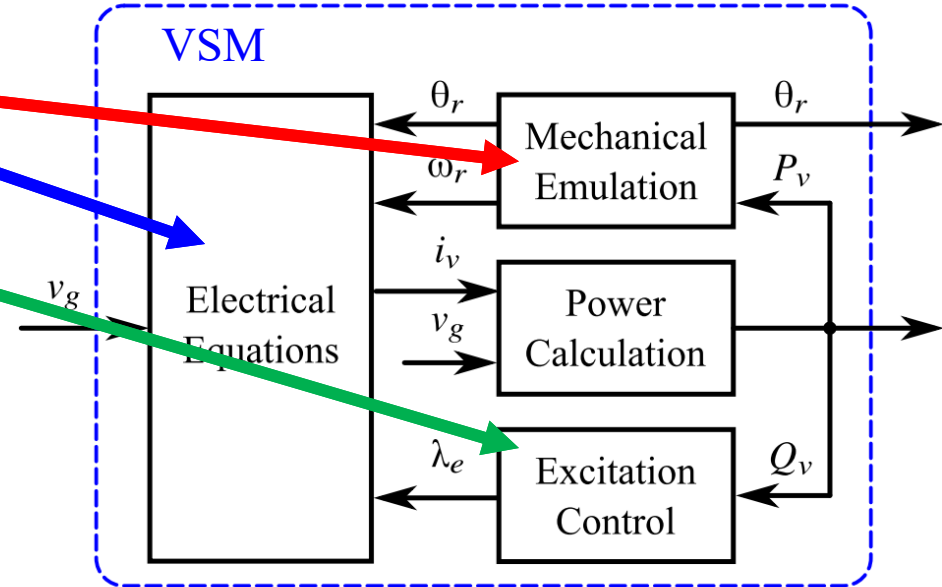 VSM
θr
θr
Mechanical
Emulation
ωr
Pv
iv
vg
Electrical
Equations
vg
Power
Calculation
λe
Excitation
Control
Qv